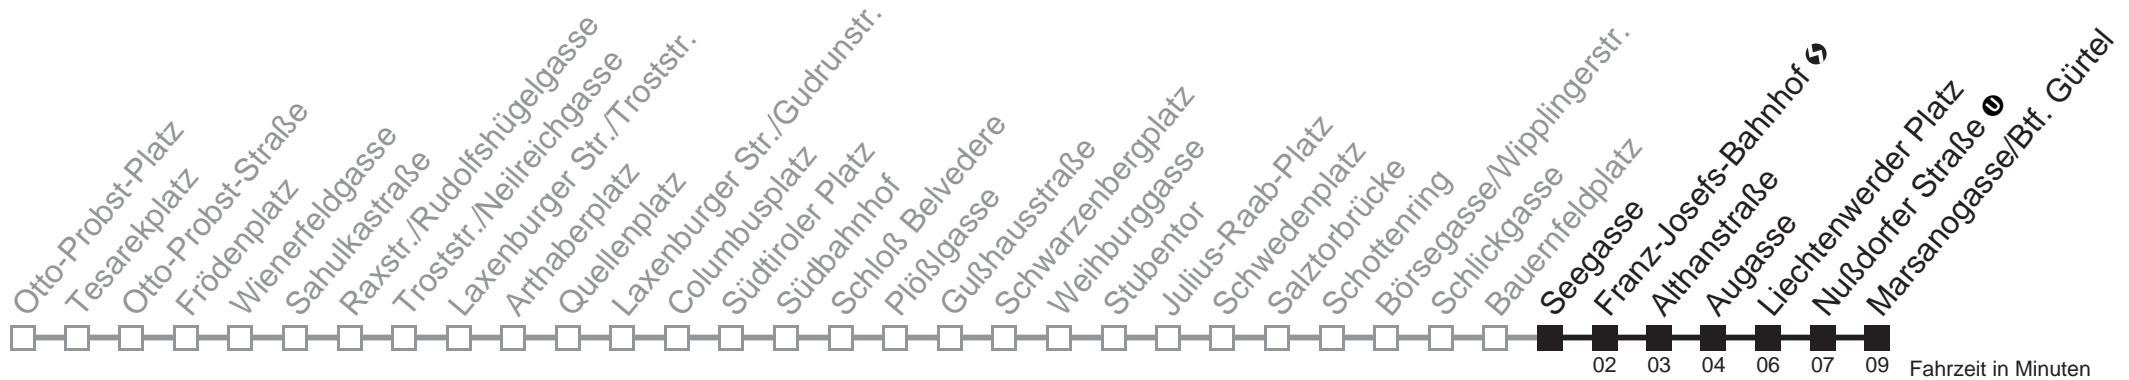 Otto-Probst-Platz
Tesarekplatz
Otto-Probst-Straße
Frödenplatz
Wienerfeldgasse
Sahulkastraße
Raxstr./Rudolfshügelgasse
Troststr./Neilreichgasse
Laxenburger Str./Troststr.
Arthaberplatz
Quellenplatz
Laxenburger Str./Gudrunstr.
Columbusplatz
Südtiroler Platz
Südbahnhof
Schloß Belvedere
Plößlgasse
Gußhausstraße
Schwarzenbergplatz
Weihburggasse
Stubentor
Julius-Raab-Platz
Schwedenplatz
Salztorbrücke
Schottenring
Börsegasse/Wipplingerstr.
Schlickgasse
Bauernfeldplatz
Seegasse
Franz-Josefs-Bahnhof S
Althanstraße
Augasse
Liechtenwerder Platz
Nußdorfer Straße U
Marsanogasse/Btf. Gürtel
02 03 04 06 07 09 Fahrzeit in Minuten